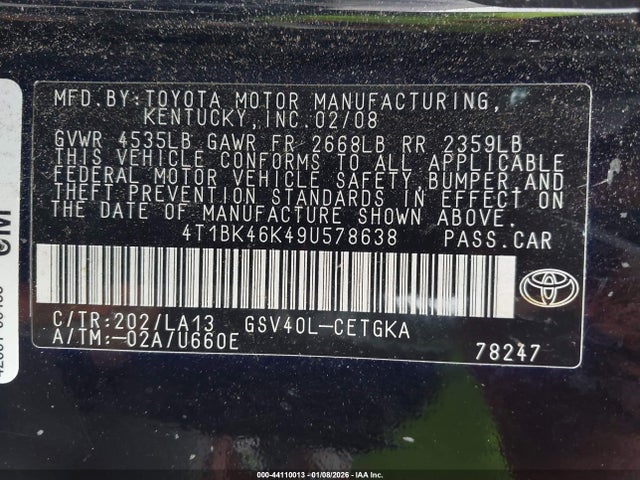 MFD.BY:TOYOTA MOTOR MANUFACTURING,
KENTUCKY,INC.02/08
GVWR 4535LB GAWR FR 2668LB RR 2359LB
THIS VEHICLE CONFORMS TO ALL APPLICABLE
FEDERAL MOTOR VEHICLE SAFETY,BUMPER,AND
THEFT PREVENTION STANDARDS IN EFFECT ON
THE DATE OF MANUFACTURE SHOWN ABOVE.
4T1BK46K49U578638 PASS.CAR
C/TR:202/LA13 GSV40L-CETGKA
A/TM:-02A/U660E
78247
TOYOTA
000-44110013 - 01/08/2026 - IAA Inc.